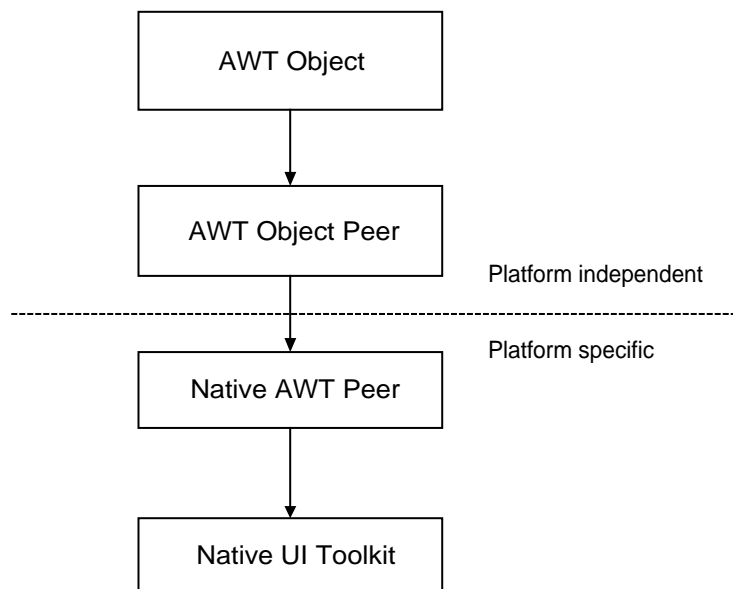 AWT Object
AWT Object Peer
Platform independent
Platform specific
Native AWT Peer
Native UI Toolkit